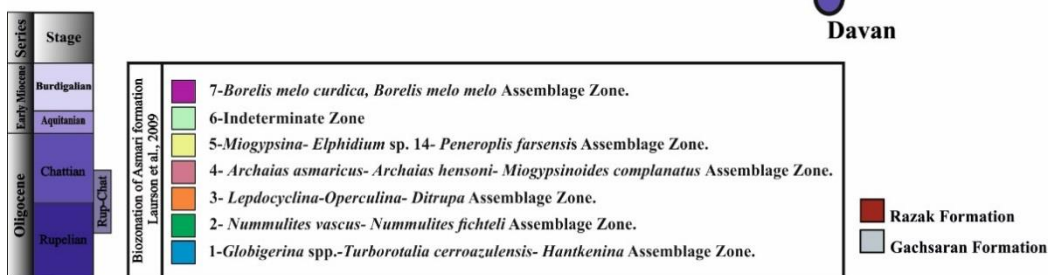 Davan
Series
Stage
Early Miocene
Burdigalian
Aquitanian
Oligocene
Chattian
Rupelian
Rup-Chat
Biozonation of Asmari formation
Laurson et al., 2009
7-Borelis melo curdica, Borelis melo melo Assemblage Zone.
6-Indeterminate Zone
5-Miogypsina- Elphidium sp. 14- Peneroplis farsensis Assemblage Zone.
4- Archaias asmaricus- Archaias hensoni- Miogypsinoides complanatus Assemblage Zone.
3- Lepdocyclina-Operculina- Ditrupa Assemblage Zone.
2- Nummulites vascus- Nummulites fichteli Assemblage Zone.
1-Globigerina spp.-Turborotalia cerroazulensis- Hantkenina Assemblage Zone.
Razak Formation
Gachsaran Formation